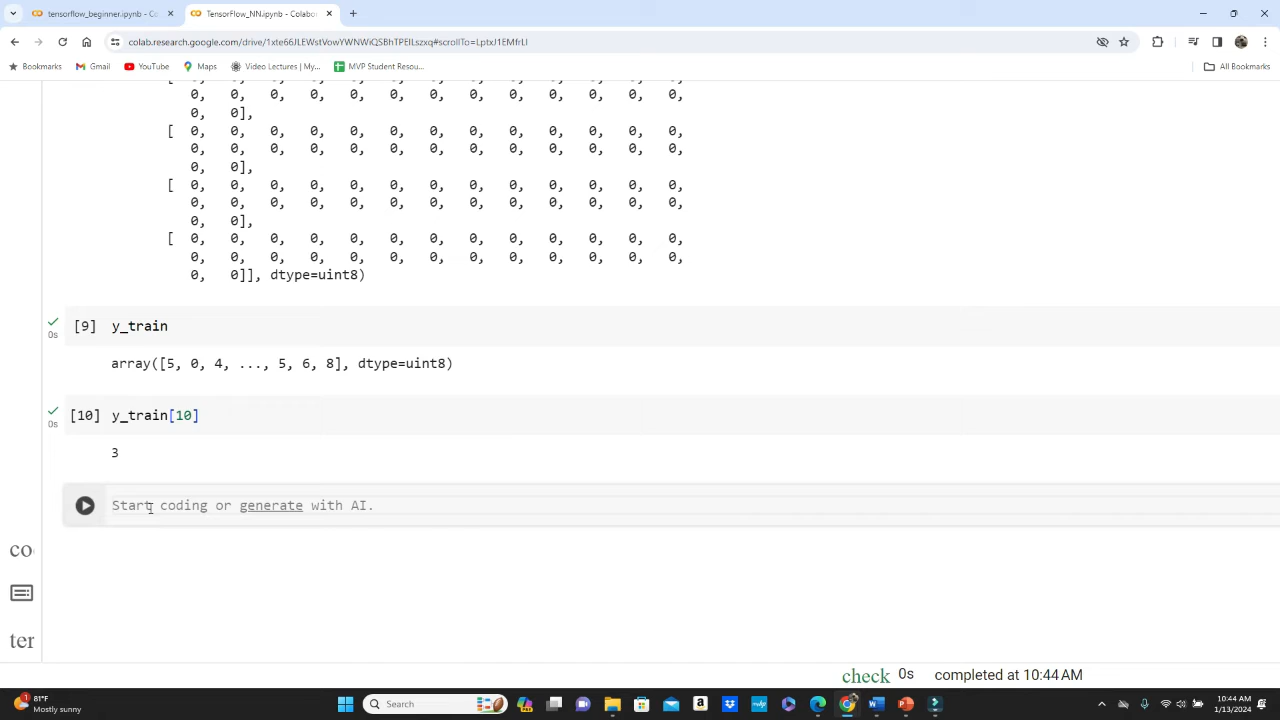 tensorflow_beginner.ipynb - Co
TensorFlow_NN.ipynb - Colabo
colab.research.google.com/drive/1xte66JLEWstVowYWNWiQSBhTPEILszxq#scrollTo=LptxJ1EMfrLI
Bookmarks
Gmail
YouTube
Maps
Video Lectures | My...
MVP Student Resou...
All Bookmarks
0, 0, 0, 0, 0, 0, 0, 0, 0, 0, 0, 0, 0,
0, 0],
[ 0, 0, 0, 0, 0, 0, 0, 0, 0, 0, 0, 0, 0,
0, 0, 0, 0, 0, 0, 0, 0, 0, 0, 0, 0, 0,
0, 0],
[ 0, 0, 0, 0, 0, 0, 0, 0, 0, 0, 0, 0, 0,
0, 0, 0, 0, 0, 0, 0, 0, 0, 0, 0, 0, 0,
0, 0],
[ 0, 0, 0, 0, 0, 0, 0, 0, 0, 0, 0, 0, 0,
0, 0, 0, 0, 0, 0, 0, 0, 0, 0, 0, 0, 0,
0, 0]], dtype=uint8)
0s
[9] y_train
array([5, 0, 4, ..., 5, 6, 8], dtype=uint8)
0s
[10] y_train[10]
3
Start coding or generate with AI.
co
ter
check 0s completed at 10:44 AM
1
81°F
Mostly sunny
Search
10:44 AM
1/13/2024